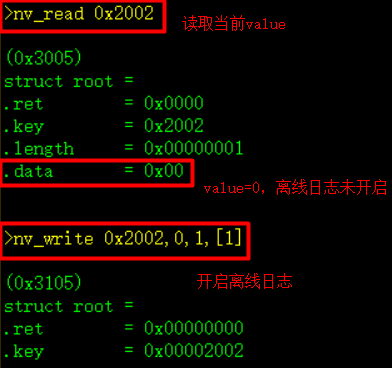 >nv_read 0x2002
读取当前value
(0x3005)
struct root =
.ret = 0x0000
.key = 0x2002
.length = 0x00000001
.data = 0x00
value=0，离线日志未开启
>nv_write 0x2002,0,1,[1]
(0x3105)
开启离线日志
struct root =
.ret = 0x00000000
.key = 0x00002002